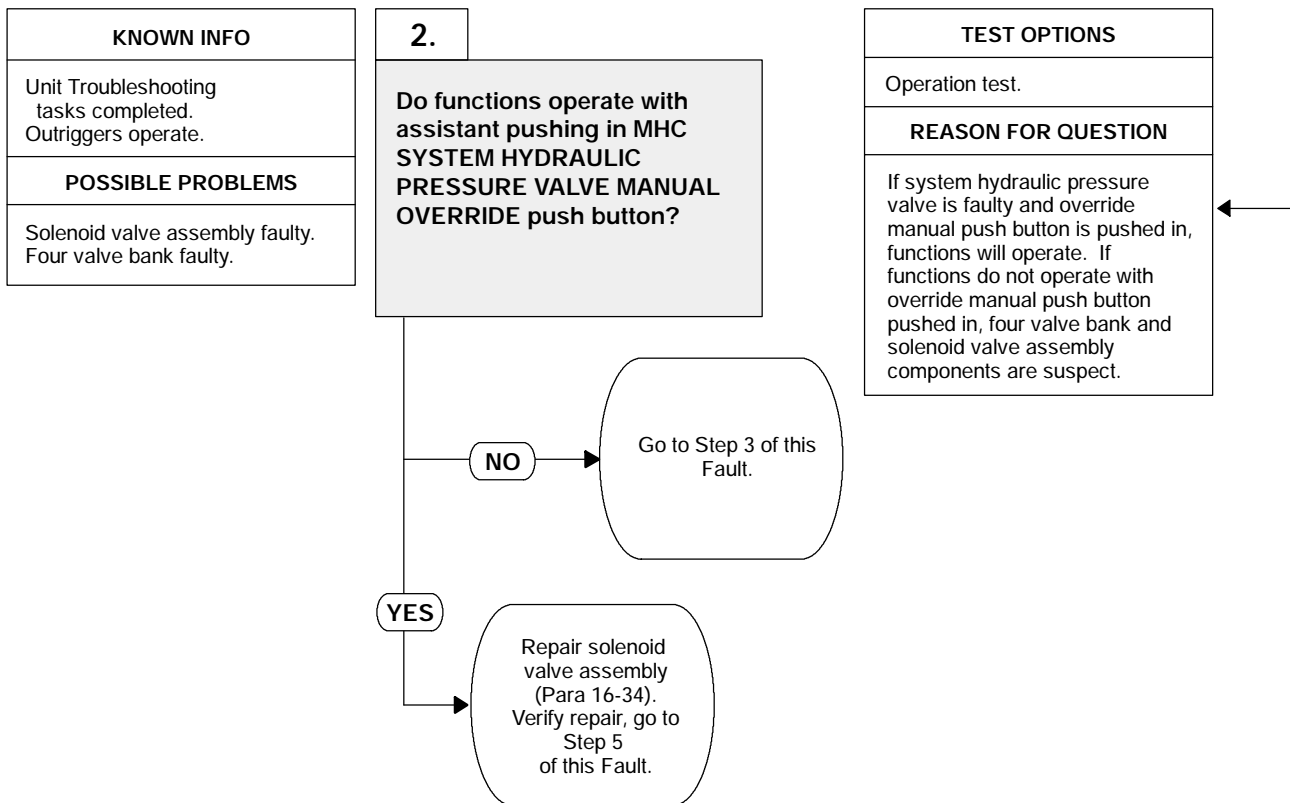 KNOWN INFO
Unit Troubleshooting
tasks completed.
Outriggers operate.
POSSIBLE PROBLEMS
Solenoid valve assembly faulty.
Four valve bank faulty.
2.
Do functions operate with
assistant pushing in MHC
SYSTEM HYDRAULIC
PRESSURE VALVE MANUAL
OVERRIDE push button?
TEST OPTIONS
Operation test.
REASON FOR QUESTION
If system hydraulic pressure
valve is faulty and override
manual push button is pushed in,
functions will operate. If
functions do not operate with
override manual push button
pushed in, four valve bank and
solenoid valve assembly
components are suspect.
NO
Go to Step 3 of this
Fault.
YES
Repair solenoid
valve assembly
(Para 16-34).
Verify repair, go to
Step 5
of this Fault.